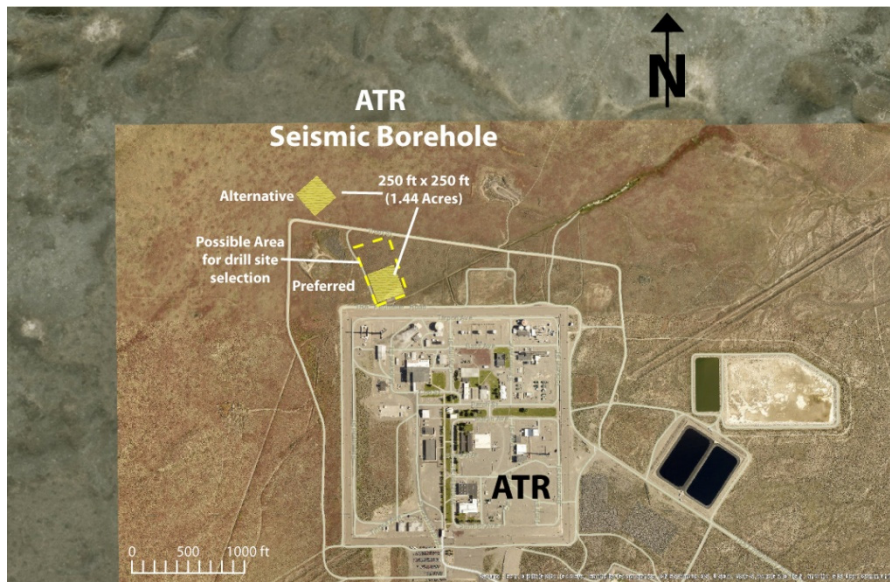 N
ATR
Seismic Borehole
250 ft x 250 ft
(1.44 Acres)
Alternative
Possible Area
for drill site
selection
Preferred
ATR
0 500 1000 ft